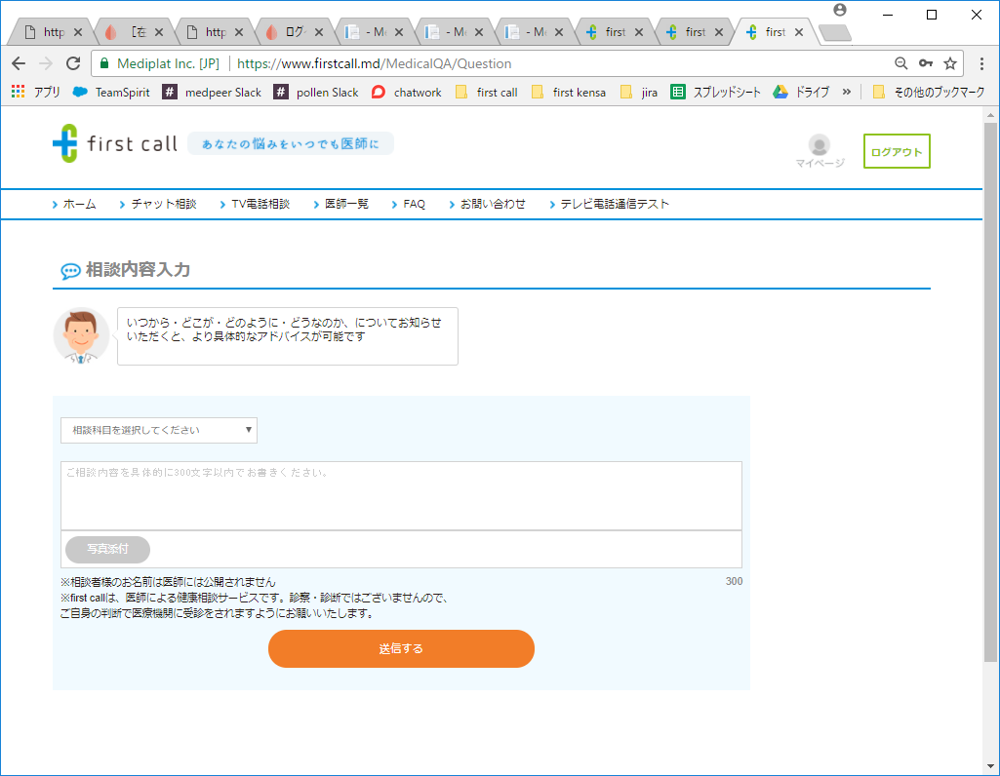 http
[在
http
ログイ
- Me
- Me
- Me
first
first
first
Mediplat Inc. [JP]
https://www.firstcall.md/MedicalQA/Question
アプリ
TeamSpirit
medpeer Slack
pollen Slack
chatwork
first call
first kensa
jira
スプレッドシート
ドライブ
»
その他のブックマーク
first call
あなたの悩みをいつでも医師に
マイページ
ログアウト
ホーム
チャット相談
TV電話相談
医師一覧
FAQ
お問い合わせ
テレビ電話通信テスト
相談内容入力
いつから・どこが・どのように・どうなのか、についてお知らせ
いただくと、より具体的なアドバイスが可能です
相談科目を選択してください
ご相談内容を具体的に300文字以内でお書きください。
写真添付
※相談者様のお名前は医師には公開されません
300
※first callは、医師による健康相談サービスです。診察・診断ではございませんので、
ご自身の判断で医療機関に受診をされますようにお願いいたします。
送信する